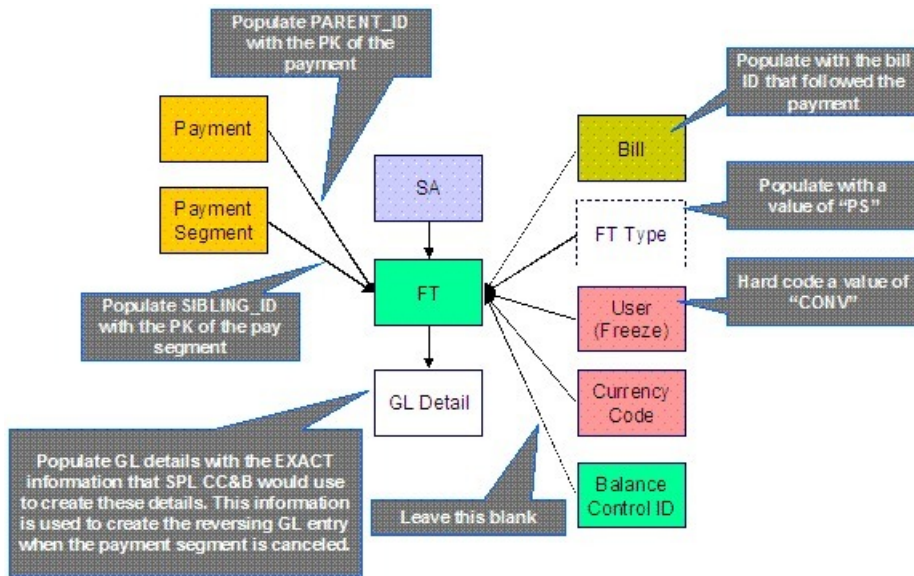 Populate PARENT_ID
with the PK of the
payment
Payment
Payment
Segment
SA
FT
GL Detail
Populate SIBLING_ID
with the PK of the pay
segment
Populate GL details with the EXACT
information that SPL CC&B would use
to create these details. This information
is used to create the reversing GL entry
when the payment segment is canceled.
Leave this blank
Bill
FT Type
User
(Freeze)
Currency
Code
Balance
Control ID
Populate with the bill
ID that followed the
payment
Populate with a
value of “PS”
Hard code a value of
“CONV”